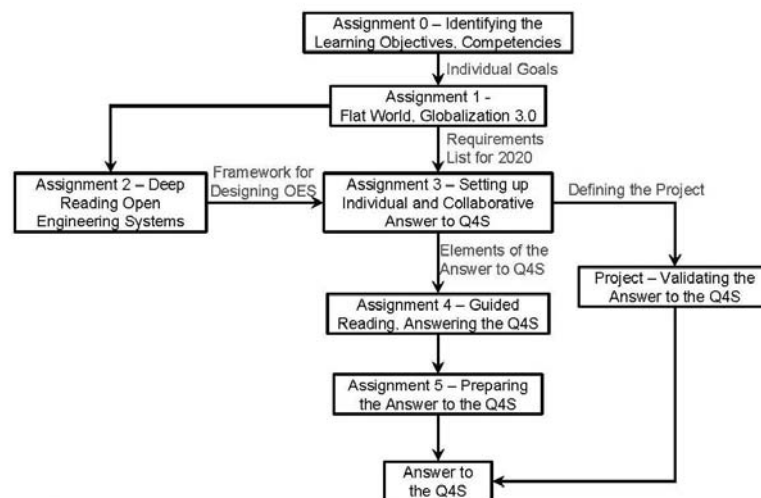 Assignment 0 – Identifying the
Learning Objectives, Competencies
Individual Goals
Assignment 1 -
Flat World, Globalization 3.0
Requirements
List for 2020
Assignment 2 – Deep
Reading Open
Engineering Systems
Framework for
Designing OES
Assignment 3 – Setting up
Individual and Collaborative
Answer to Q4S
Defining the Project
Elements of the
Answer to Q4S
Project – Validating the
Answer to the Q4S
Assignment 4 – Guided
Reading, Answering the Q4S
Assignment 5 – Preparing
the Answer to the Q4S
Answer to
the Q4S